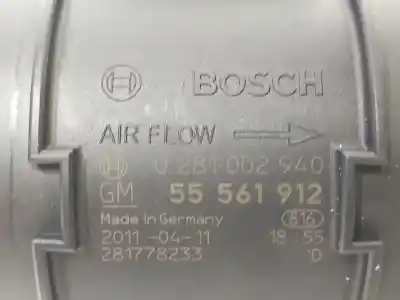 BOSCH
AIR FLOW
0 281 002 940
GM 55 561 912
Made in Germany 816
2011-04-11 18:55
281778233 D